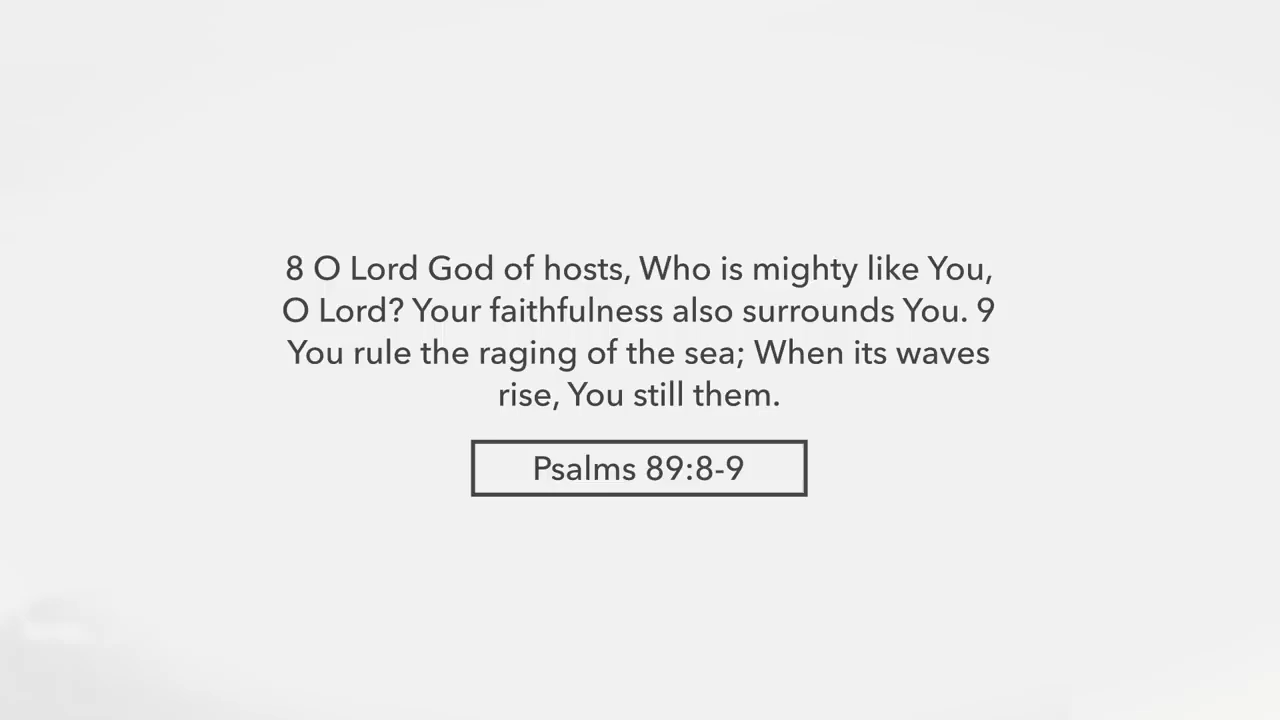 8 O Lord God of hosts, Who is mighty like You,
O Lord? Your faithfulness also surrounds You. 9
You rule the raging of the sea; When its waves
rise, You still them.
Psalms 89:8-9